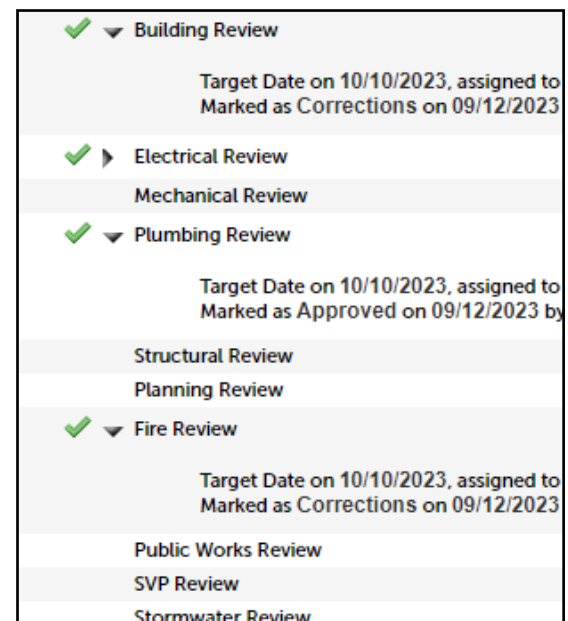 Building Review
Target Date on 10/10/2023, assigned to
Marked as Corrections on 09/12/2023
Electrical Review
Mechanical Review
Plumbing Review
Target Date on 10/10/2023, assigned to
Marked as Approved on 09/12/2023 by
Structural Review
Planning Review
Fire Review
Target Date on 10/10/2023, assigned to
Marked as Corrections on 09/12/2023
Public Works Review
SVP Review
Stormwater Review